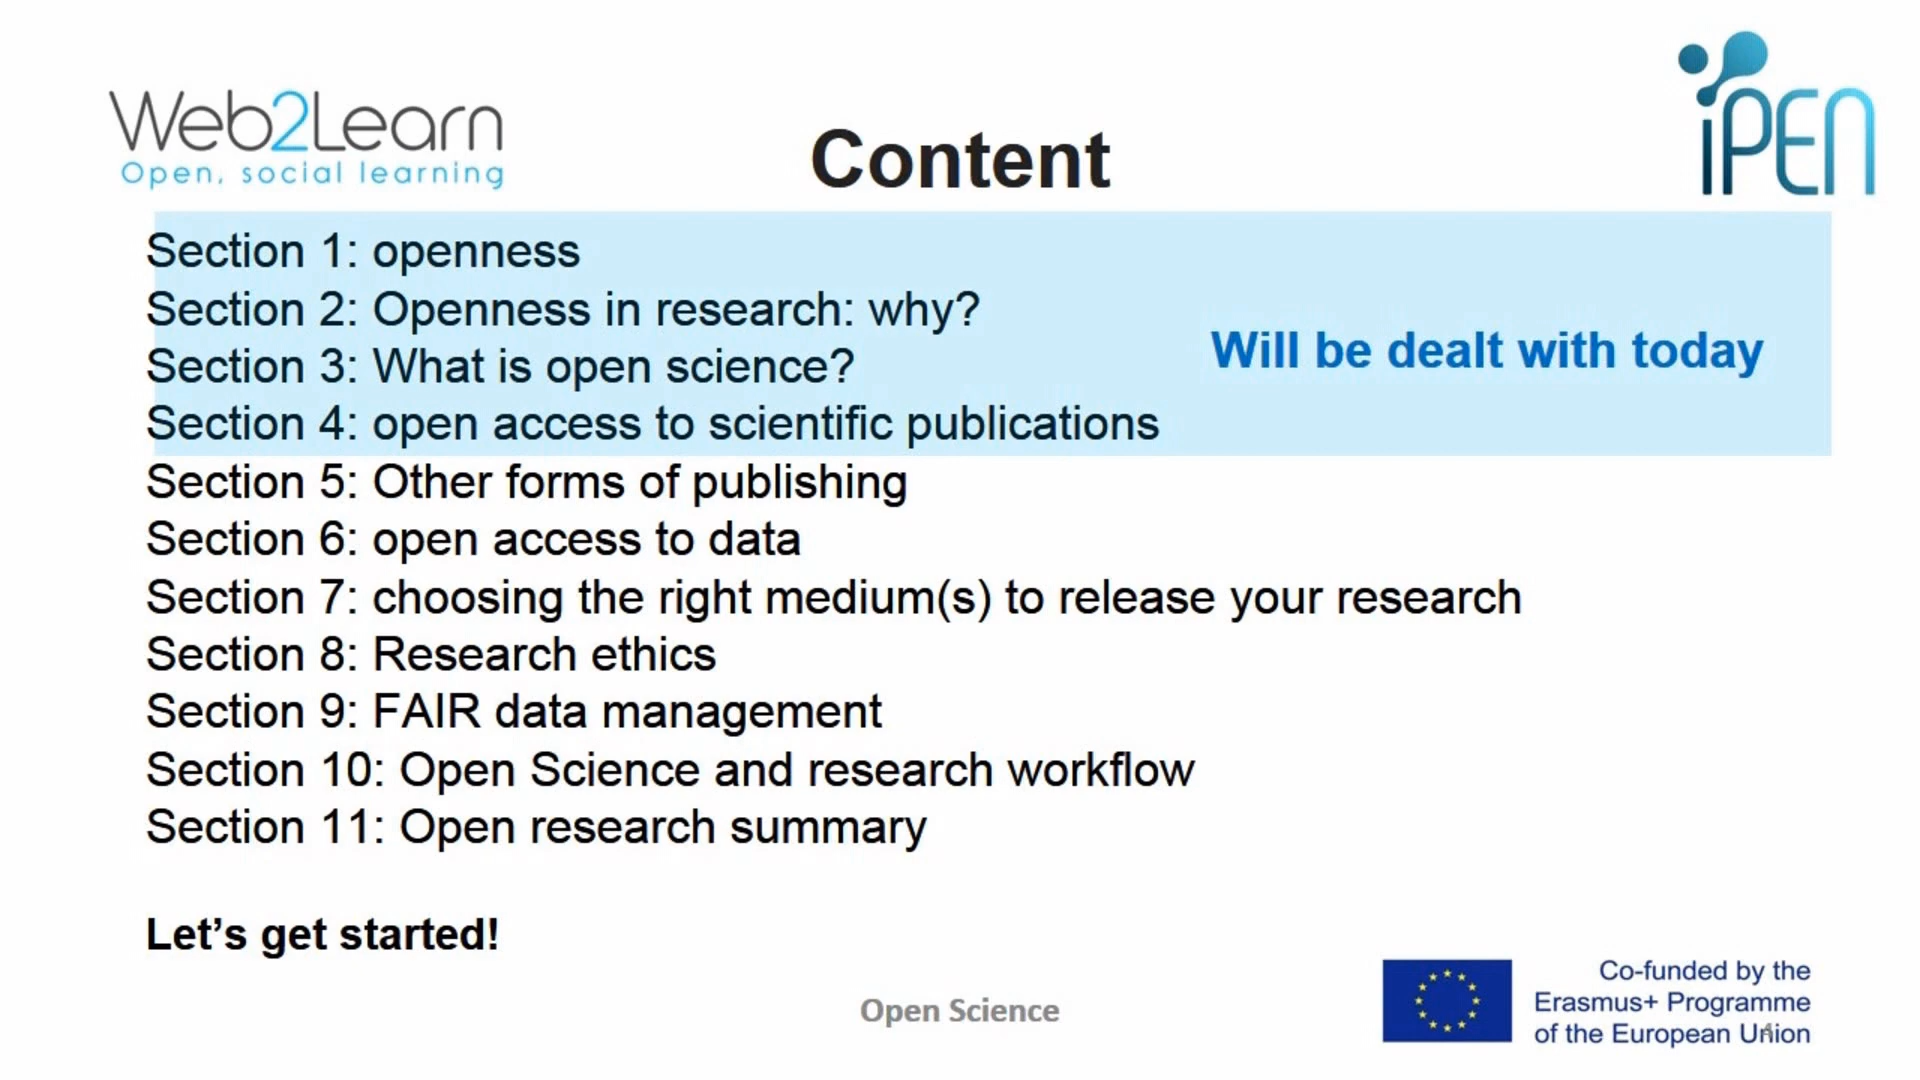 Web2Learn
Open, social learning
iPEN
Content
Section 1: openness
Section 2: Openness in research: why?
Section 3: What is open science?
Section 4: open access to scientific publications
Will be dealt with today
Section 5: Other forms of publishing
Section 6: open access to data
Section 7: choosing the right medium(s) to release your research
Section 8: Research ethics
Section 9: FAIR data management
Section 10: Open Science and research workflow
Section 11: Open research summary
Let’s get started!
Open Science
Co-funded by the
Erasmus+ Programme
of the European Union
4